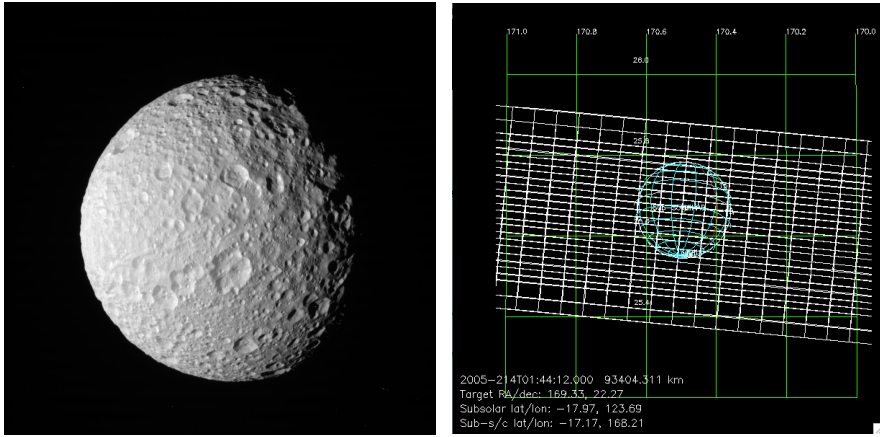 171.0 170.8 170.6 170.4 170.2 170.0
26.0
25.8
25.4
2005-214T01:44:12.000 93404.311 km
Target RA/dec: 169.33, 22.27
Subsolar lat/lon: -17.97, 123.69
Sub-s/c lat/lon: -17.17, 168.21